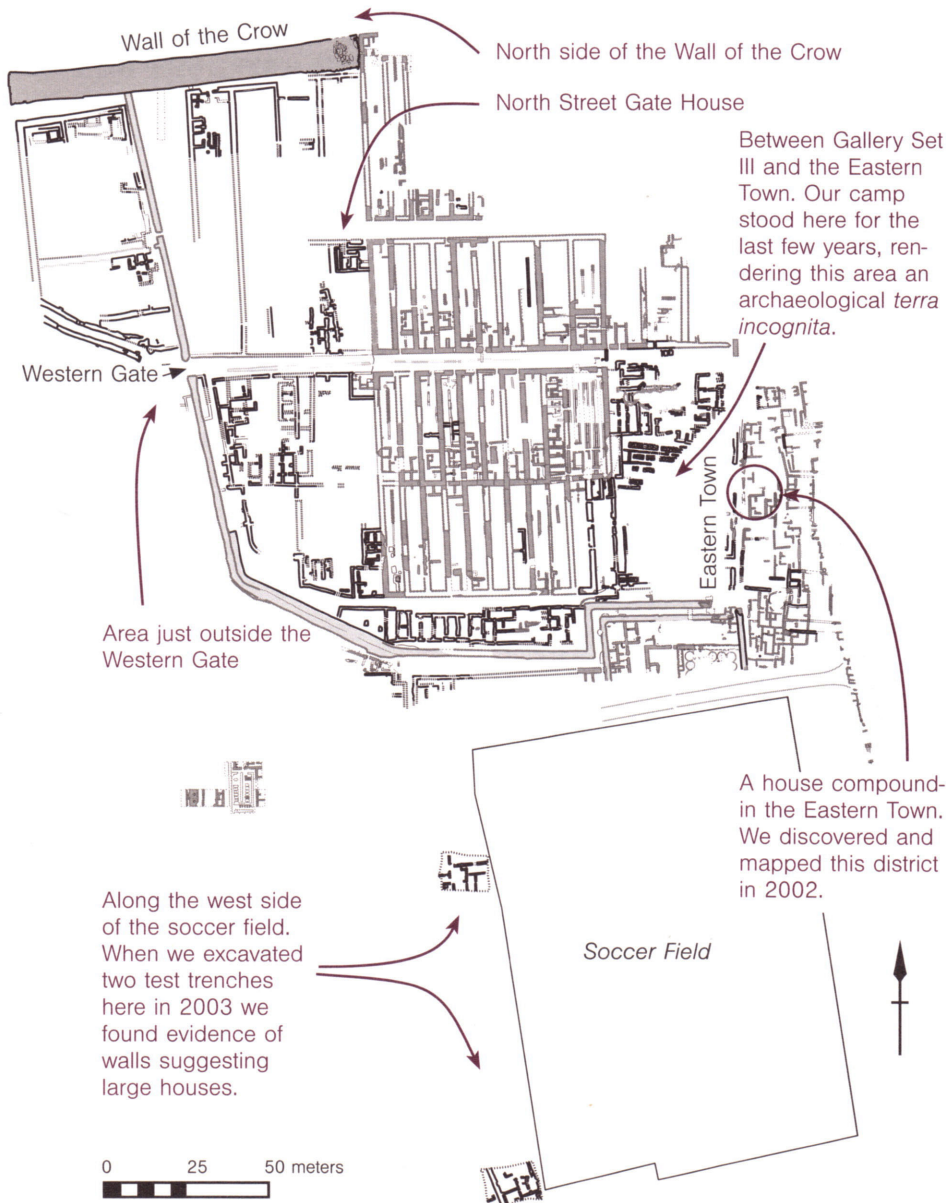 Wall of the Crow
North side of the Wall of the Crow
North Street Gate House
Between Gallery Set
III and the Eastern
Town. Our camp
stood here for the
last few years, ren-
dering this area an
archaeological terra
incognita.
Western Gate
Eastern Town
Area just outside the
Western Gate
A house compound-
in the Eastern Town.
We discovered and
mapped this district
in 2002.
Along the west side
of the soccer field.
When we excavated
two test trenches
here in 2003 we
found evidence of
walls suggesting
large houses.
Soccer Field
0 25 50 meters